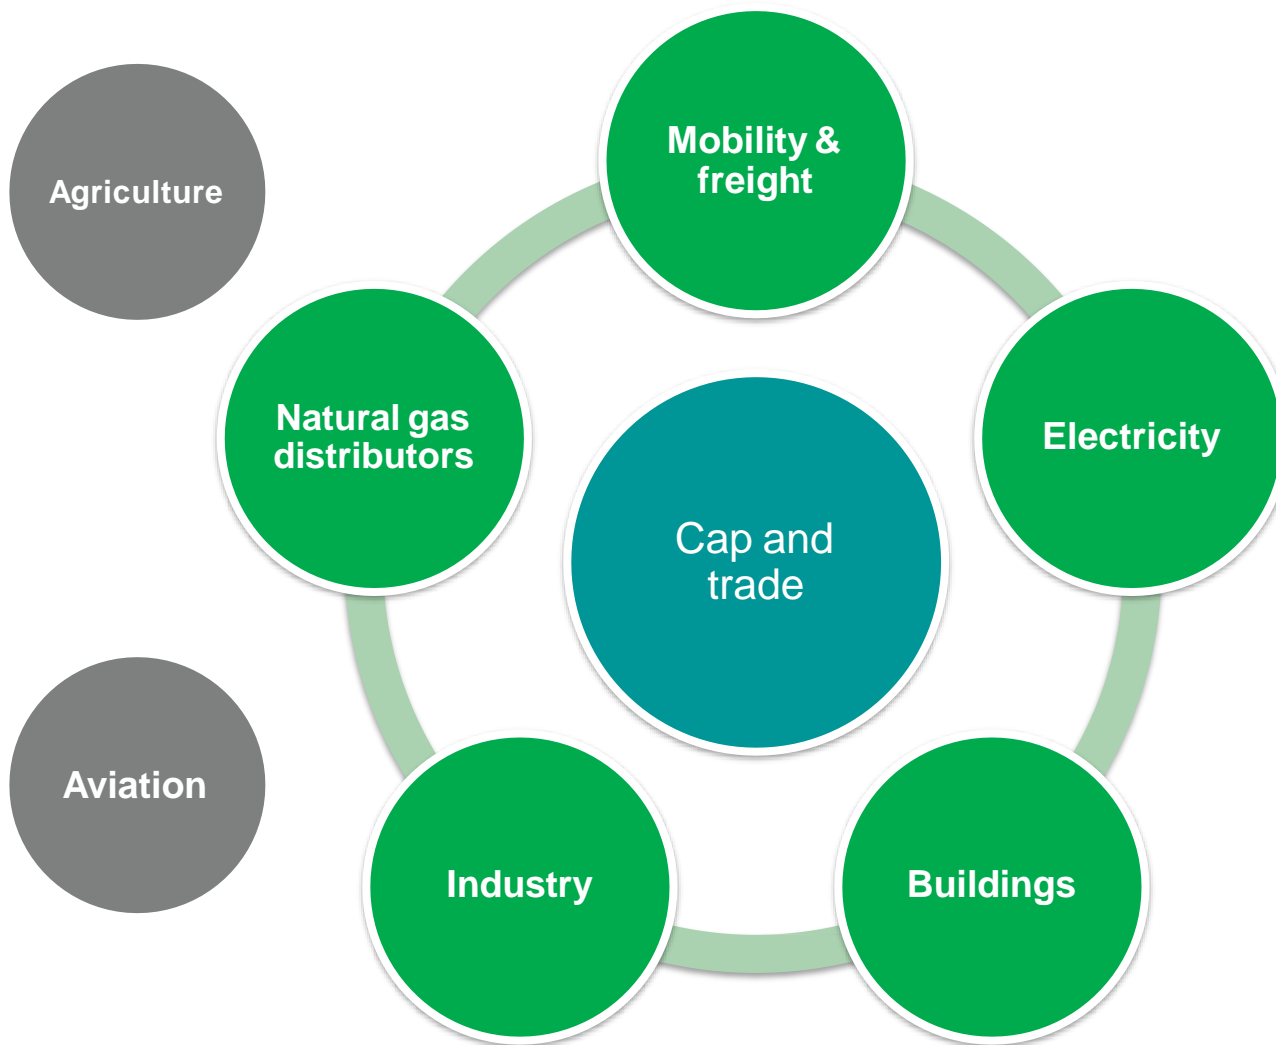 Mobility &
freight
Agriculture
Natural gas
distributors
Electricity
Cap and
trade
Aviation
Industry
Buildings